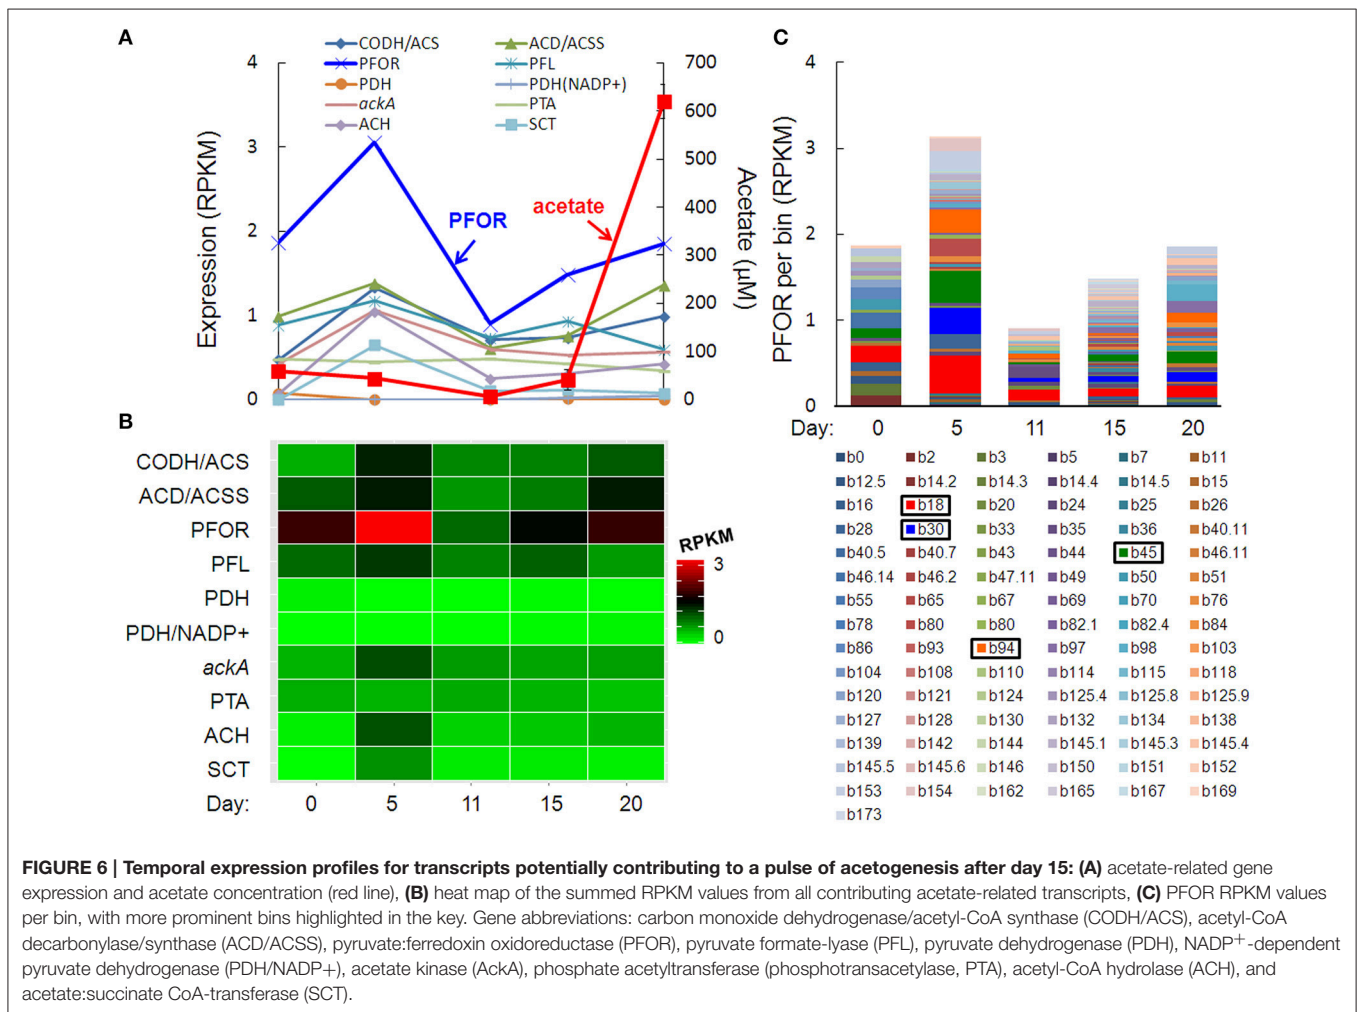 A
CODH/ACS ACD/ACSS
PFOR PFL
PDH PDH(NADP+)
ackA PTA
ACH SCT
4
3
2
1
0
Expression (RPKM)
700
600
500
400
300
200
100
0
Acetate (µM)
PFOR
acetate
B
CODH/ACS
ACD/ACSS
PFOR
PFL
PDH
PDH/NADP+
ackA
PTA
ACH
SCT
Day: 0 5 11 15 20
RPKM
3
0
C
4
3
2
1
0
PFOR per bin (RPKM)
Day: 0 5 11 15 20
b0 b2 b3 b5 b7 b11
b12.5 b14.2 b14.3 b14.4 b14.5 b15
b16 b18 b20 b24 b25 b26
b28 b30 b33 b35 b36 b40.11
b40.5 b40.7 b43 b44 b45 b46.11
b46.14 b46.2 b47.11 b49 b50 b51
b55 b65 b67 b69 b70 b76
b78 b80 b80 b82.1 b82.4 b84
b86 b93 b94 b97 b98 b103
b104 b108 b110 b114 b115 b118
b120 b121 b124 b125.4 b125.8 b125.9
b127 b128 b130 b132 b134 b138
b139 b142 b144 b145.1 b145.3 b145.4
b145.5 b145.6 b146 b150 b151 b152
b153 b154 b162 b165 b167 b169
b173
FIGURE 6 | Temporal expression profiles for transcripts potentially contributing to a pulse of acetogenesis after day 15: (A) acetate-related gene
expression and acetate concentration (red line), (B) heat map of the summed RPKM values from all contributing acetate-related transcripts, (C) PFOR RPKM values
per bin, with more prominent bins highlighted in the key. Gene abbreviations: carbon monoxide dehydrogenase/acetyl-CoA synthase (CODH/ACS), acetyl-CoA
decarbonylase/synthase (ACD/ACSS), pyruvate:ferredoxin oxidoreductase (PFOR), pyruvate formate-lyase (PFL), pyruvate dehydrogenase (PDH), NADP+-dependent
pyruvate dehydrogenase (PDH/NADP+), acetate kinase (AckA), phosphate acetyltransferase (phosphotransacetylase, PTA), acetyl-CoA hydrolase (ACH), and
acetate:succinate CoA-transferase (SCT).